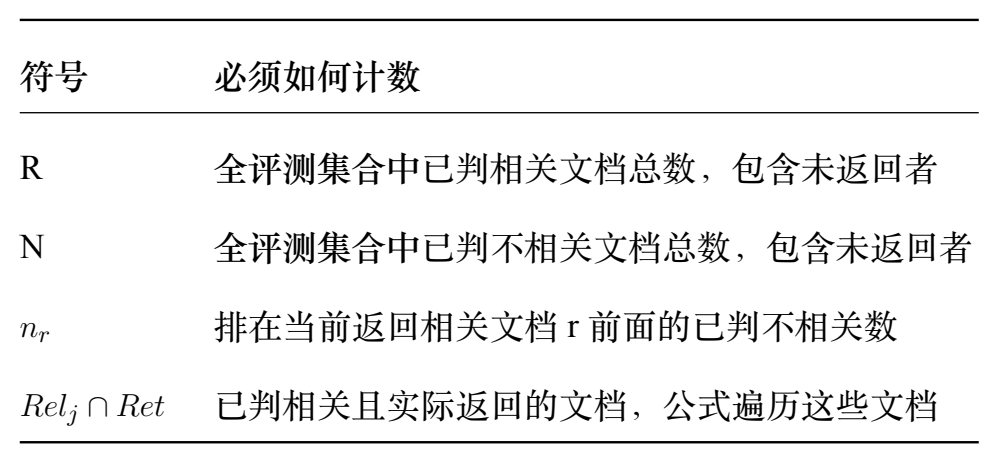 符号 必须如何计数
R 全评测集合中已判相关文档总数，包含未返回者
N 全评测集合中已判不相关文档总数，包含未返回者
n_r 排在当前返回相关文档 r 前面的已判不相关数
Rel_j ∩ Ret 已判相关且实际返回的文档，公式遍历这些文档